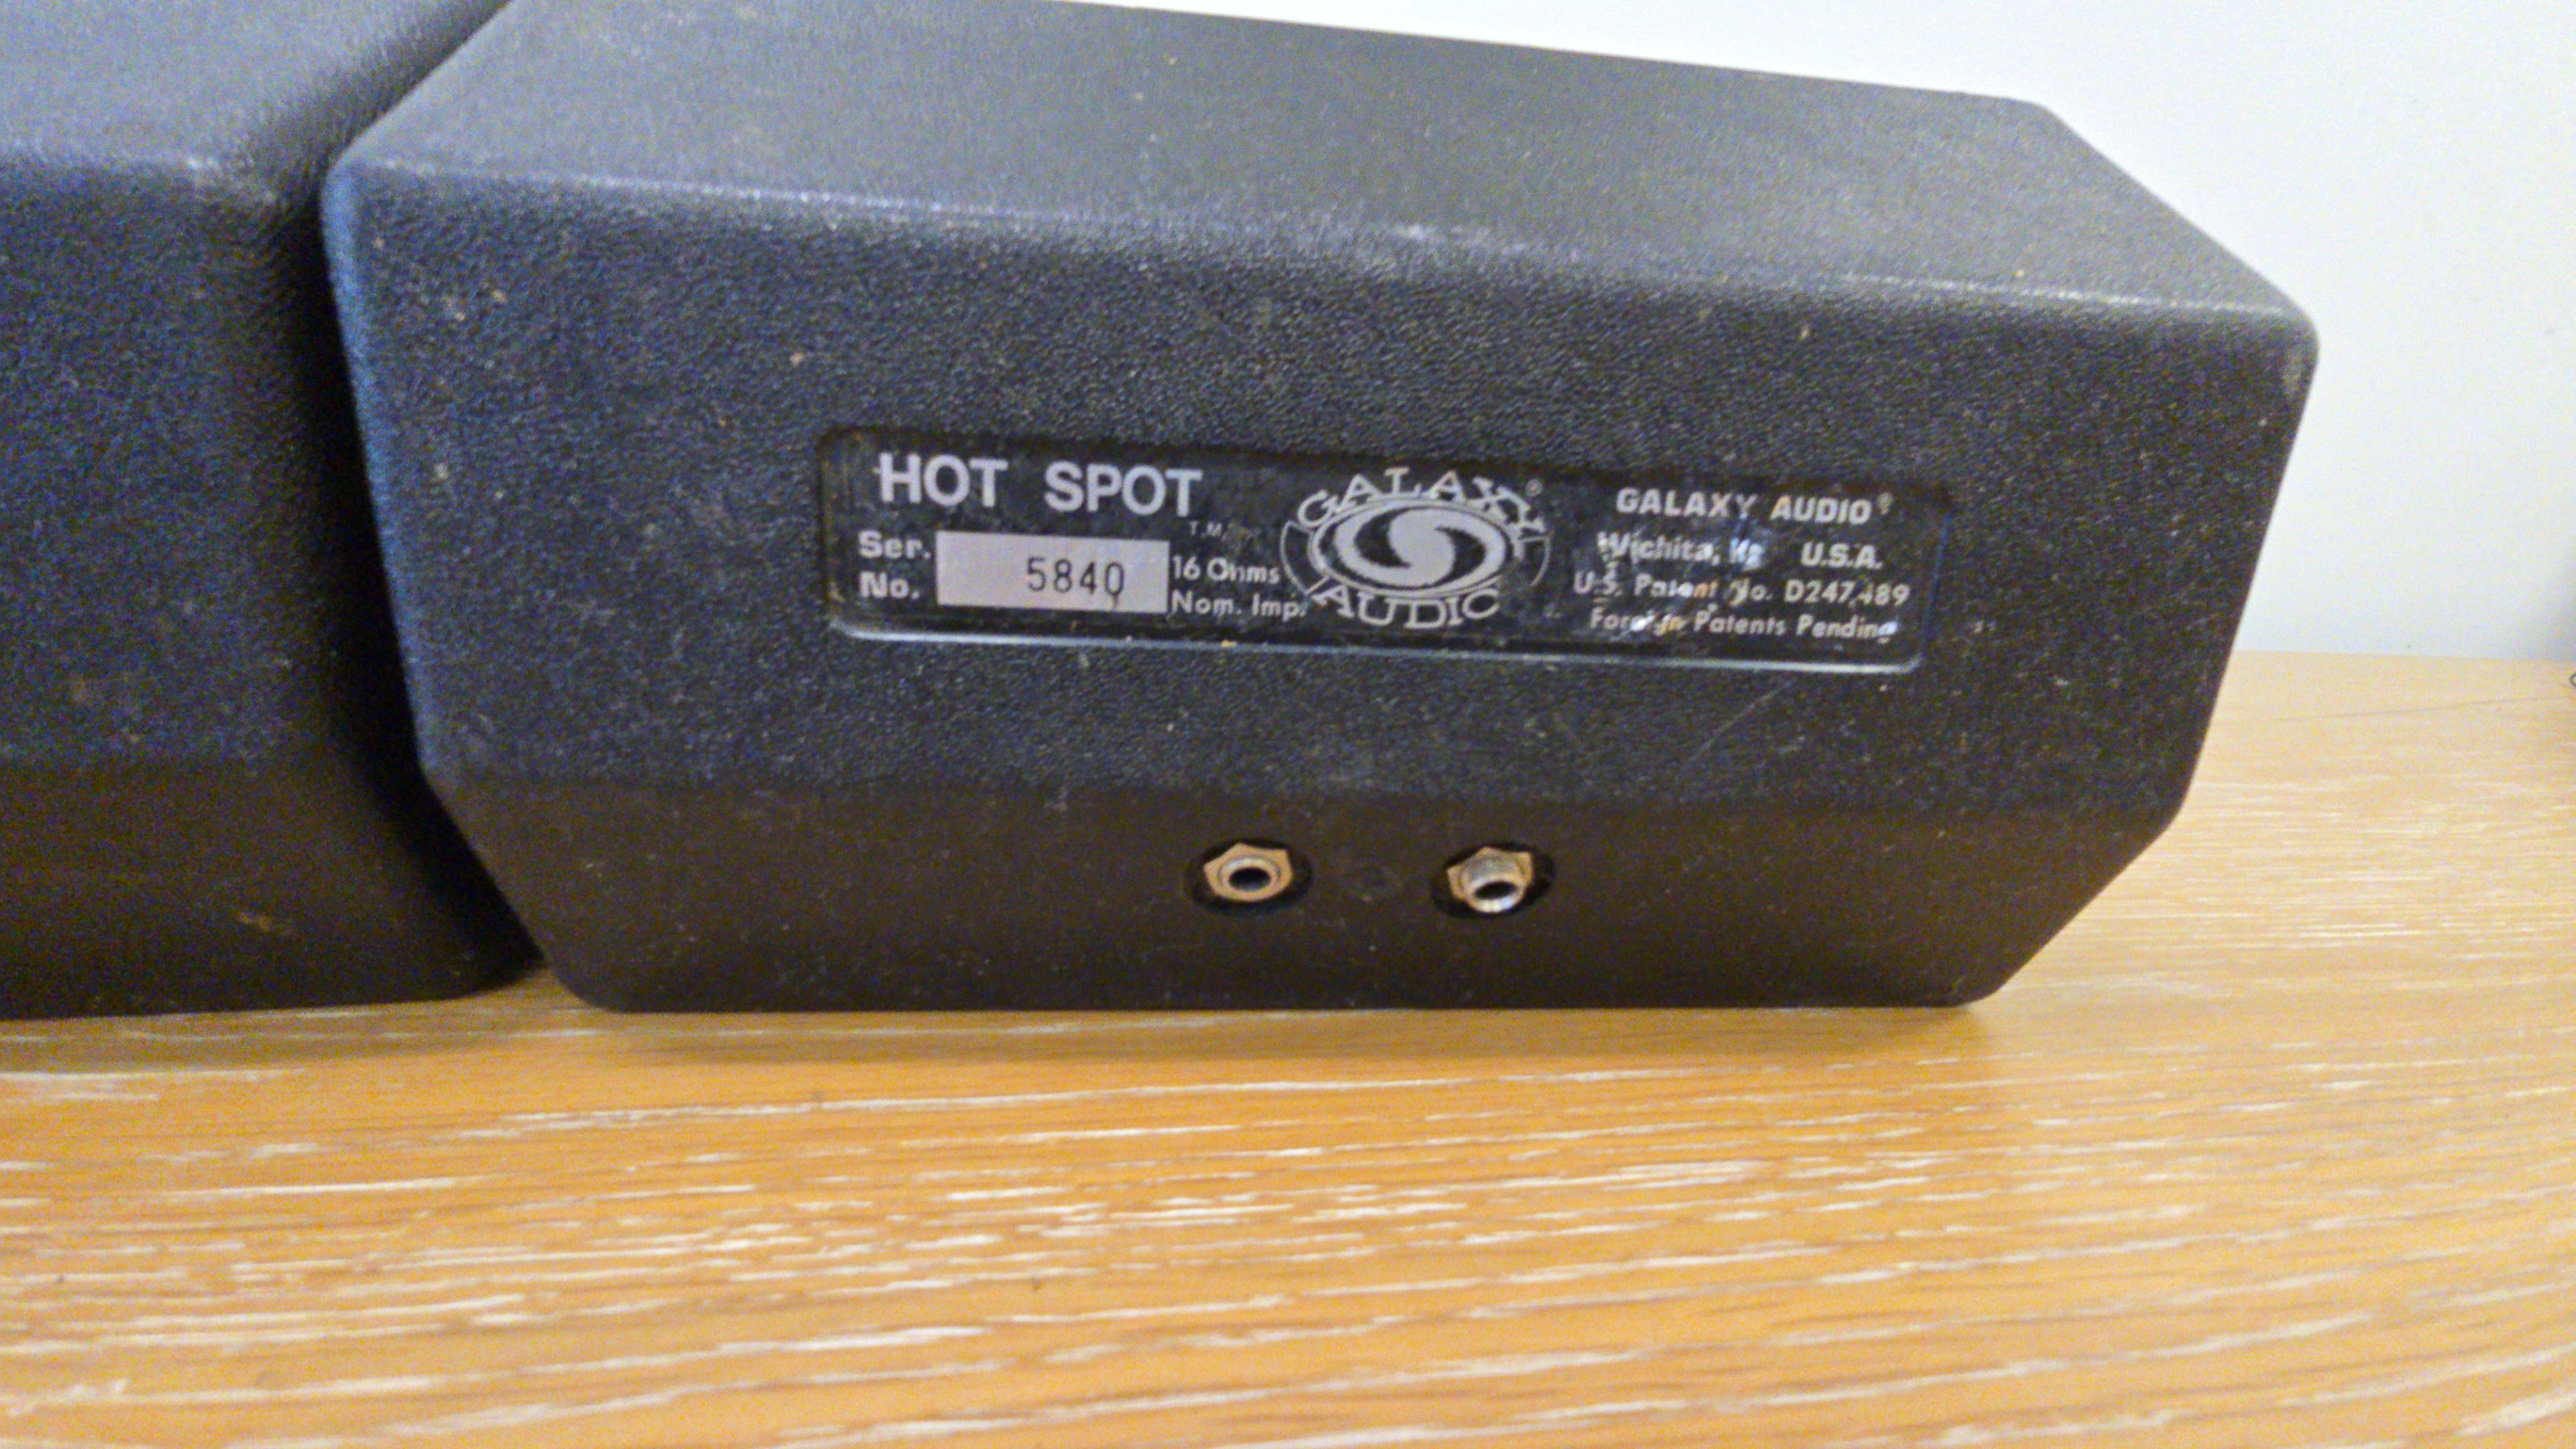 HOT SPOT
T.M.
Ser.
No.
5840
16 Ohms
Nom. Imp.
GALAXY®
AUDIO
GALAXY AUDIO®
Wichita, Ks U.S.A.
U.S. Patent No. D247,489
Foreign Patents Pending